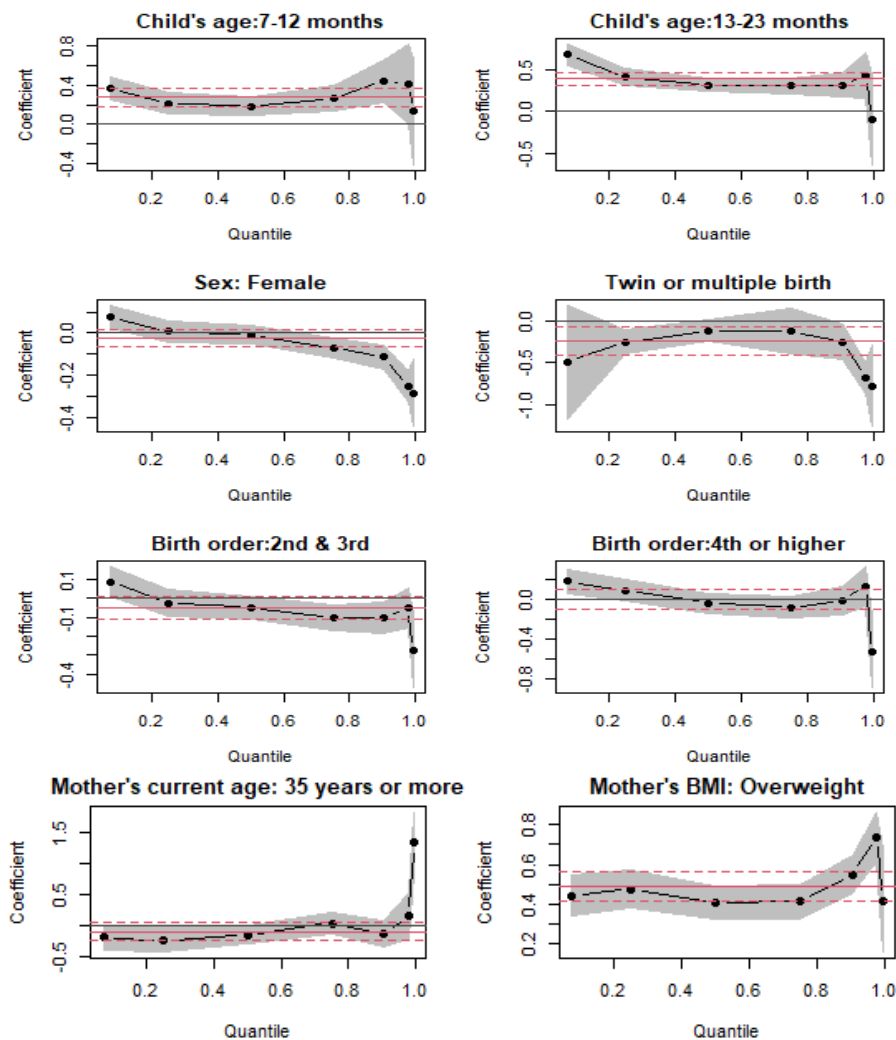 Child's age:7-12 months
Coefficient
-0.4 0.0 0.4 0.8
0.2 0.4 0.6 0.8 1.0
Quantile
Child's age:13-23 months
Coefficient
-0.5 0.0 0.5
0.2 0.4 0.6 0.8 1.0
Quantile
Sex: Female
Coefficient
-0.4 -0.2 0.0
0.2 0.4 0.6 0.8 1.0
Quantile
Twin or multiple birth
Coefficient
-1.0 -0.5 0.0
0.2 0.4 0.6 0.8 1.0
Quantile
Birth order:2nd & 3rd
Coefficient
-0.4 -0.1 0.1
0.2 0.4 0.6 0.8 1.0
Quantile
Birth order:4th or higher
Coefficient
-0.8 -0.4 0.0
0.2 0.4 0.6 0.8 1.0
Quantile
Mother's current age: 35 years or more
Coefficient
-0.5 0.5 1.5
0.2 0.4 0.6 0.8 1.0
Quantile
Mother's BMI: Overweight
Coefficient
0.2 0.4 0.6 0.8
0.2 0.4 0.6 0.8 1.0
Quantile